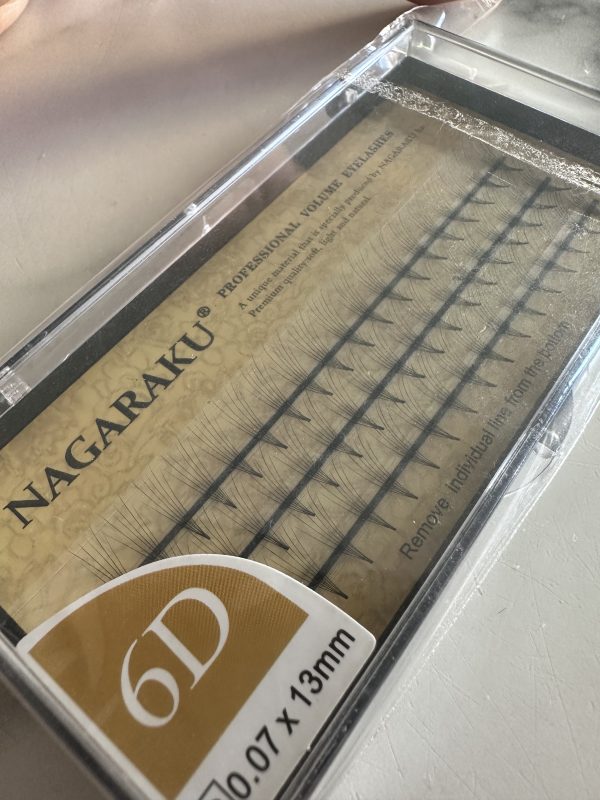 NAGARAKU®
PROFESSIONAL VOLUME EYELASHES
A unique material that is specially produced by NAGARAKU
Premium quality:soft, light and natural.
Remove individual line from the bottom
6D
0.07 x 13mm